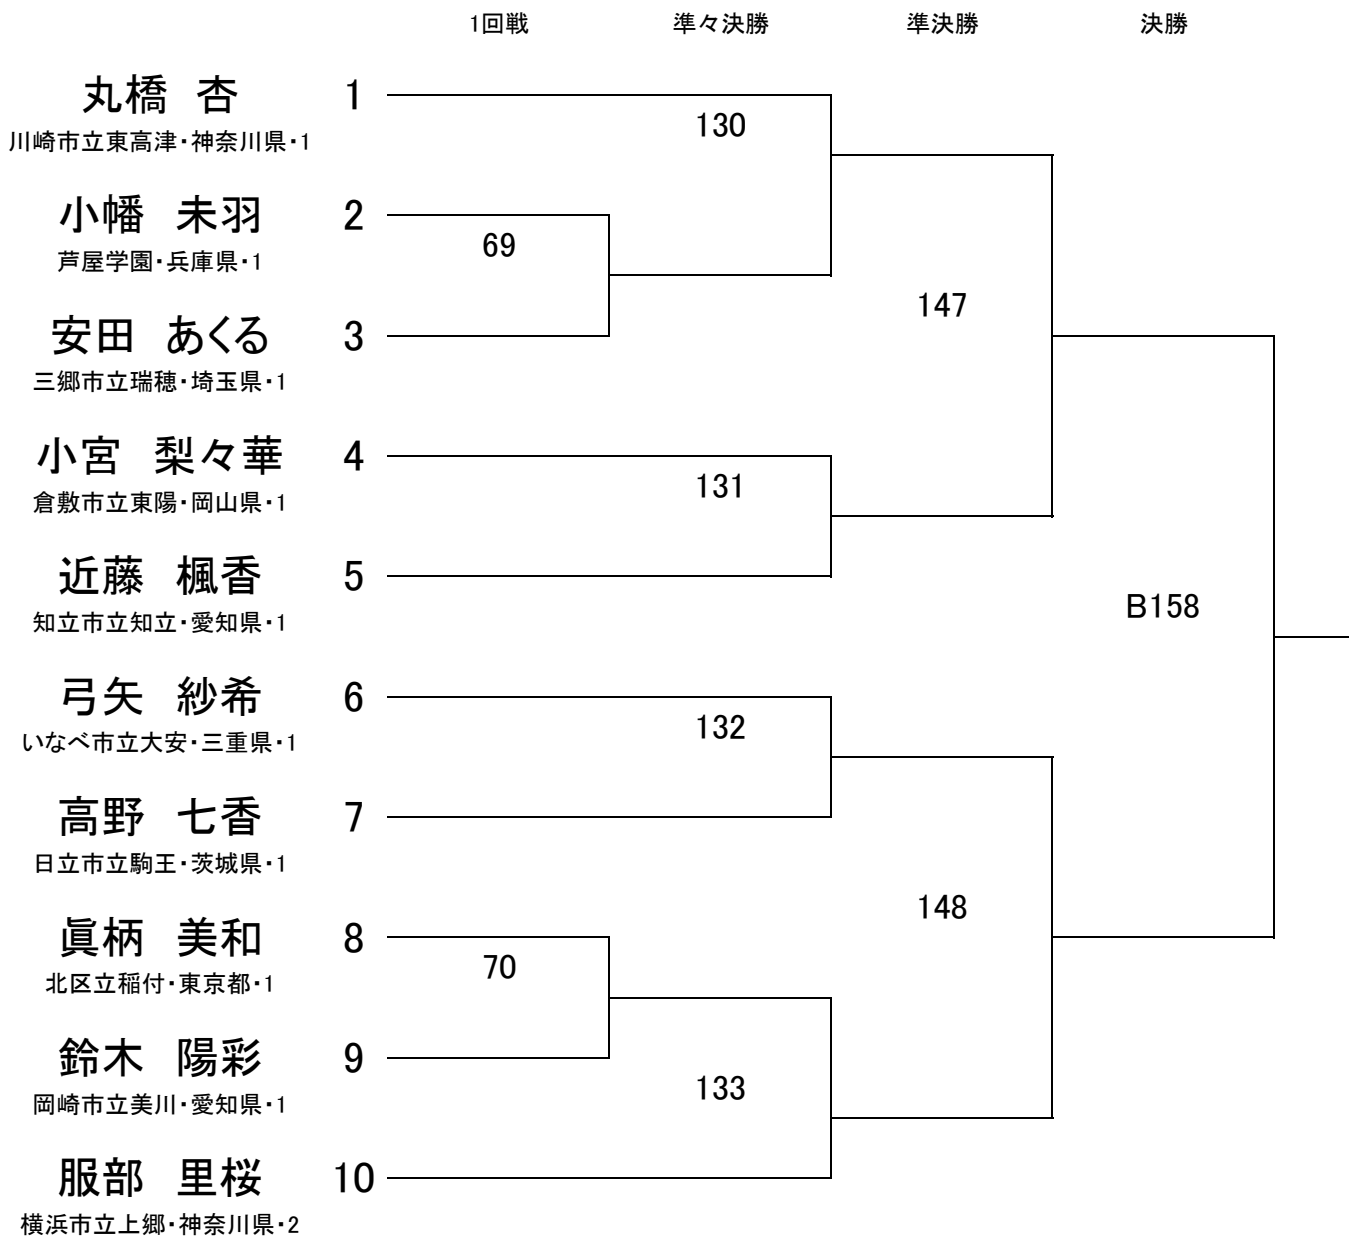 1回戦 準々決勝 準決勝 決勝
丸橋 杏 1
川崎市立東高津・神奈川県・1
130
小幡 未羽 2
芦屋学園・兵庫県・1
69
147
安田 あくる 3
三郷市立瑞穂・埼玉県・1
小宮 梨々華 4
倉敷市立東陽・岡山県・1
131
近藤 楓香 5
知立市立知立・愛知県・1
B158
弓矢 紗希 6
いなべ市立大安・三重県・1
132
高野 七香 7
日立市立駒王・茨城県・1
148
眞柄 美和 8
北区立稲付・東京都・1
70
鈴木 陽彩 9
岡崎市立美川・愛知県・1
133
服部 里桜 10
横浜市立上郷・神奈川県・2